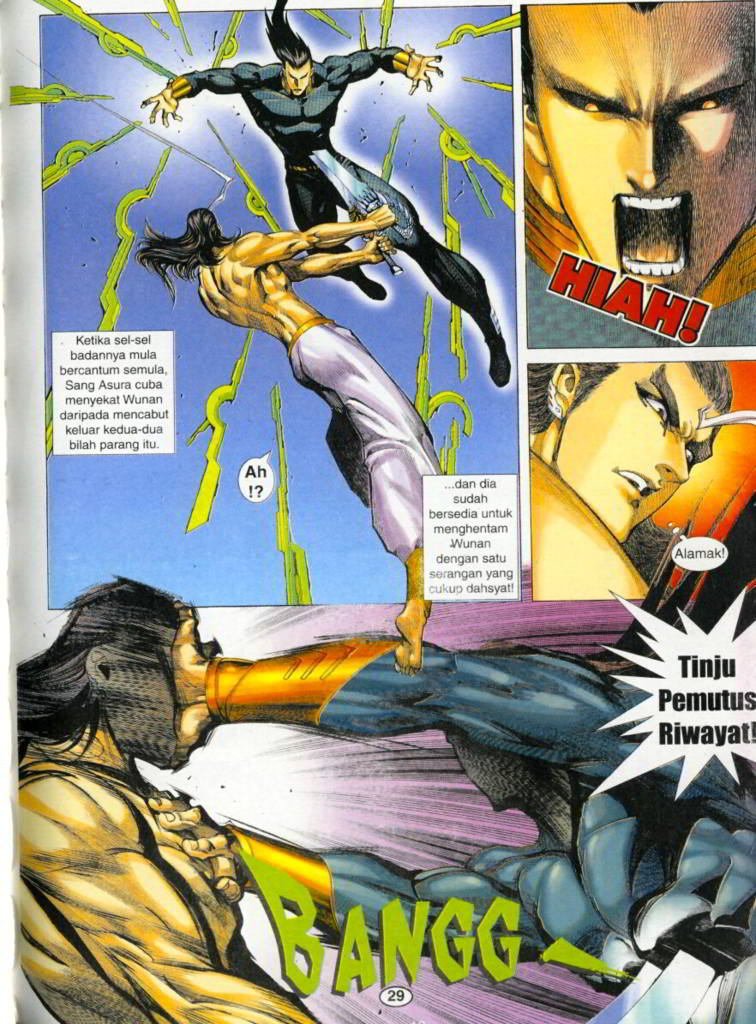 Ketika sel-sel
badannya mula
bercantum semula,
Sang Asura cuba
menyekat Wunan
daripada mencabut
keluar kedua-dua
bilah parang itu.
Ah
!?
...dan dia
sudah
bersedia untuk
menghentam
Wunan
dengan satu
serangan yang
cukup dahsyat!
HIAH!
Alamak!
Tinju
Pemutus
Riwayat!
BANGG
29